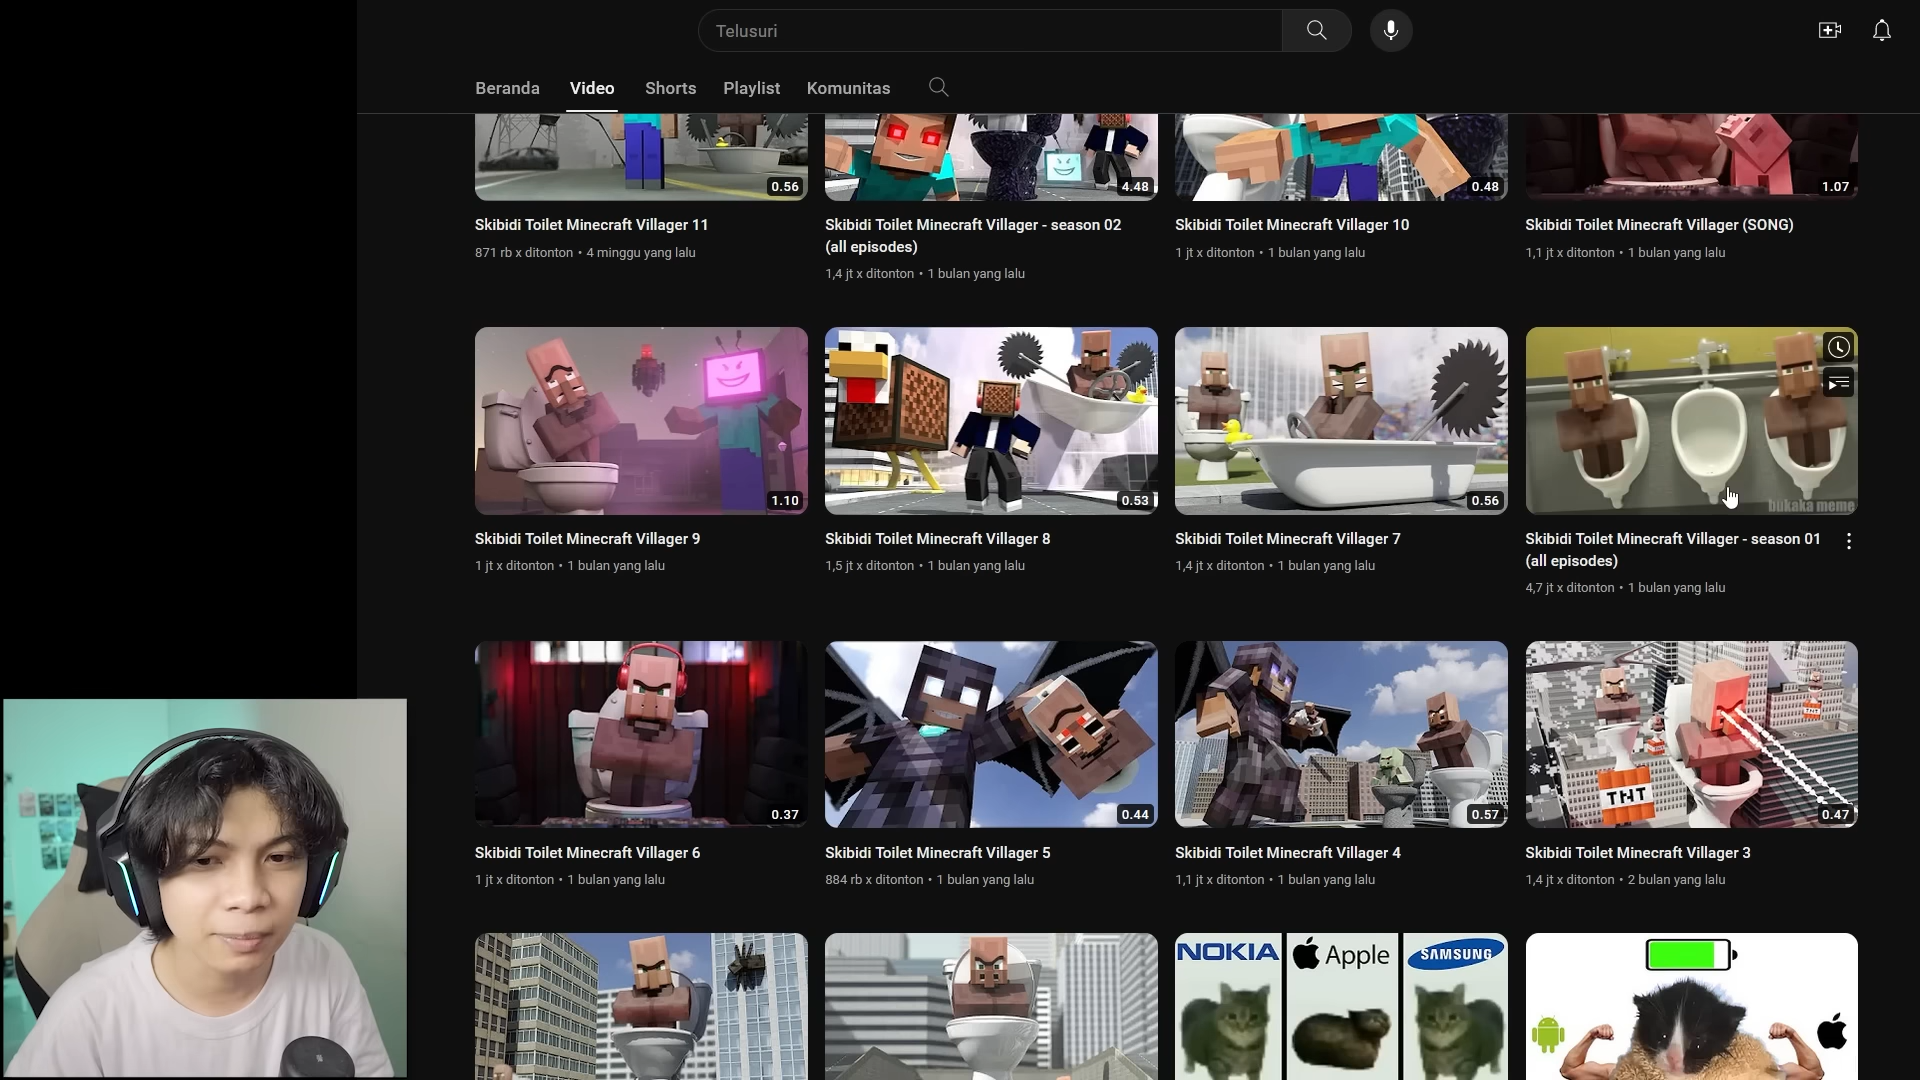 Telusuri
Beranda
Video
Shorts
Playlist
Komunitas
0.56
4.48
0.48
1.07
Skibidi Toilet Minecraft Villager 11
871 rb x ditonton • 4 minggu yang lalu
Skibidi Toilet Minecraft Villager - season 02
(all episodes)
1,4 jt x ditonton • 1 bulan yang lalu
Skibidi Toilet Minecraft Villager 10
1 jt x ditonton • 1 bulan yang lalu
Skibidi Toilet Minecraft Villager (SONG)
1,1 jt x ditonton • 1 bulan yang lalu
1.10
0.53
0.56
bukaka meme
Skibidi Toilet Minecraft Villager 9
1 jt x ditonton • 1 bulan yang lalu
Skibidi Toilet Minecraft Villager 8
1,5 jt x ditonton • 1 bulan yang lalu
Skibidi Toilet Minecraft Villager 7
1,4 jt x ditonton • 1 bulan yang lalu
Skibidi Toilet Minecraft Villager - season 01
(all episodes)
4,7 jt x ditonton • 1 bulan yang lalu
0.37
0.44
0.57
TNT
TNT
0.47
Skibidi Toilet Minecraft Villager 6
1 jt x ditonton • 1 bulan yang lalu
Skibidi Toilet Minecraft Villager 5
884 rb x ditonton • 1 bulan yang lalu
Skibidi Toilet Minecraft Villager 4
1,1 jt x ditonton • 1 bulan yang lalu
Skibidi Toilet Minecraft Villager 3
1,4 jt x ditonton • 2 bulan yang lalu
NOKIA
Apple
SAMSUNG